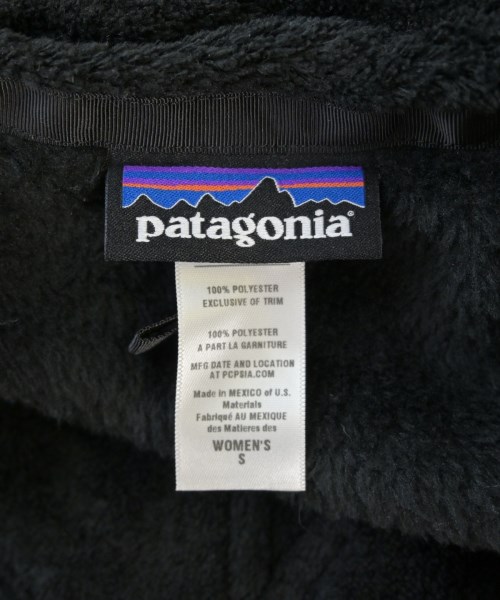 patagonia®
100% POLYESTER
EXCLUSIVE OF TRIM
100% POLYESTER
A PART LA GARNITURE
MFG DATE AND LOCATION
AT PCPSIA.COM
Made in MEXICO of U.S.
Materials
Fabriqué AU MEXIQUE
des Matieres des
WOMEN'S
S